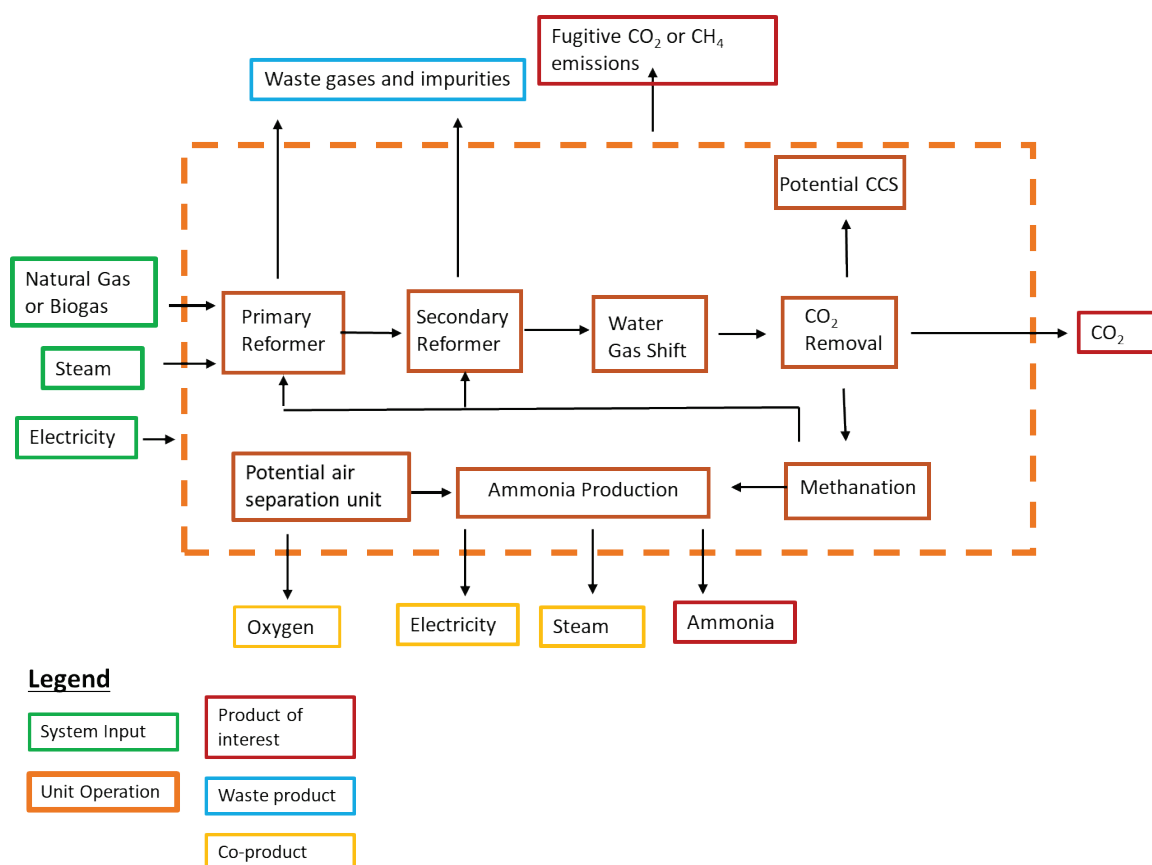 Fugitive CO₂ or CH₄
emissions
Waste gases and impurities
Potential CCS
Natural Gas
or Biogas
Primary
Reformer
Secondary
Reformer
Water
Gas Shift
CO₂
Removal
CO₂
Steam
Electricity
Potential air
separation unit
Ammonia Production
Methanation
Oxygen
Electricity
Steam
Ammonia
Legend
System Input
Product of
interest
Unit Operation
Waste product
Co-product